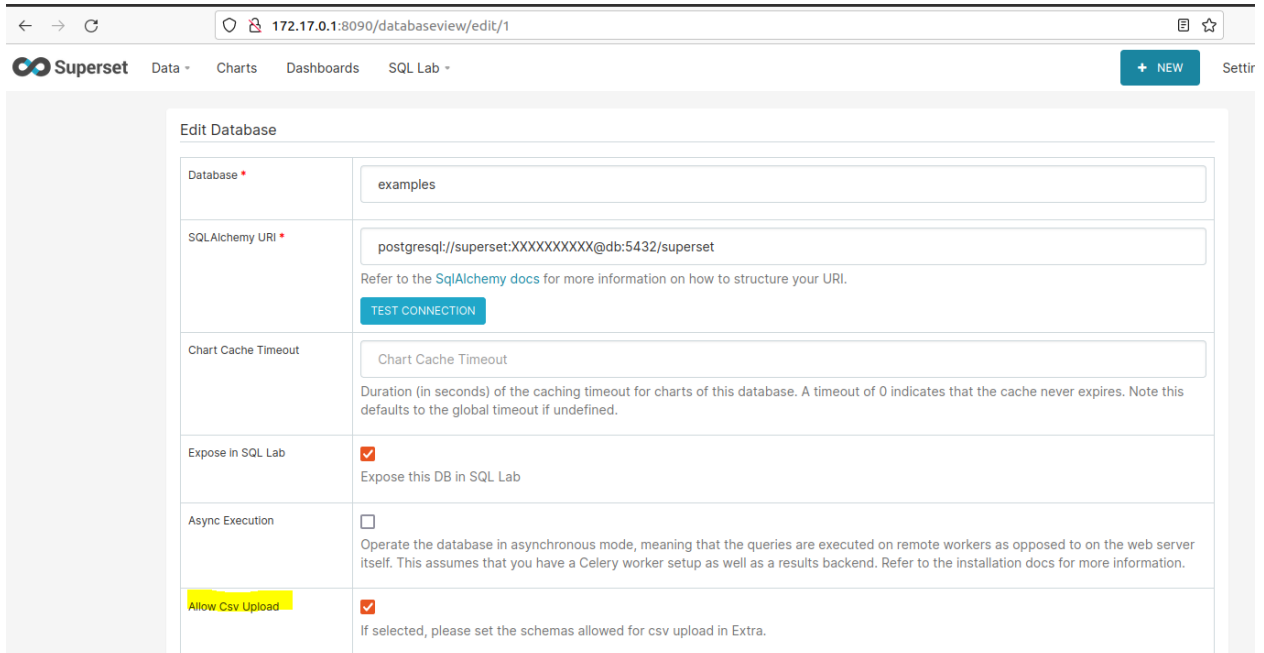 172.17.0.1:8090/databaseview/edit/1
Superset Data Charts Dashboards SQL Lab + NEW Settin
Edit Database
Database *
examples
SQLAlchemy URI *
postgresql://superset:XXXXXXXXXX@db:5432/superset
Refer to the SqlAlchemy docs for more information on how to structure your URI.
TEST CONNECTION
Chart Cache Timeout
Chart Cache Timeout
Duration (in seconds) of the caching timeout for charts of this database. A timeout of 0 indicates that the cache never expires. Note this
defaults to the global timeout if undefined.
Expose in SQL Lab
Expose this DB in SQL Lab
Async Execution
Operate the database in asynchronous mode, meaning that the queries are executed on remote workers as opposed to on the web server
itself. This assumes that you have a Celery worker setup as well as a results backend. Refer to the installation docs for more information.
Allow Csv Upload
If selected, please set the schemas allowed for csv upload in Extra.